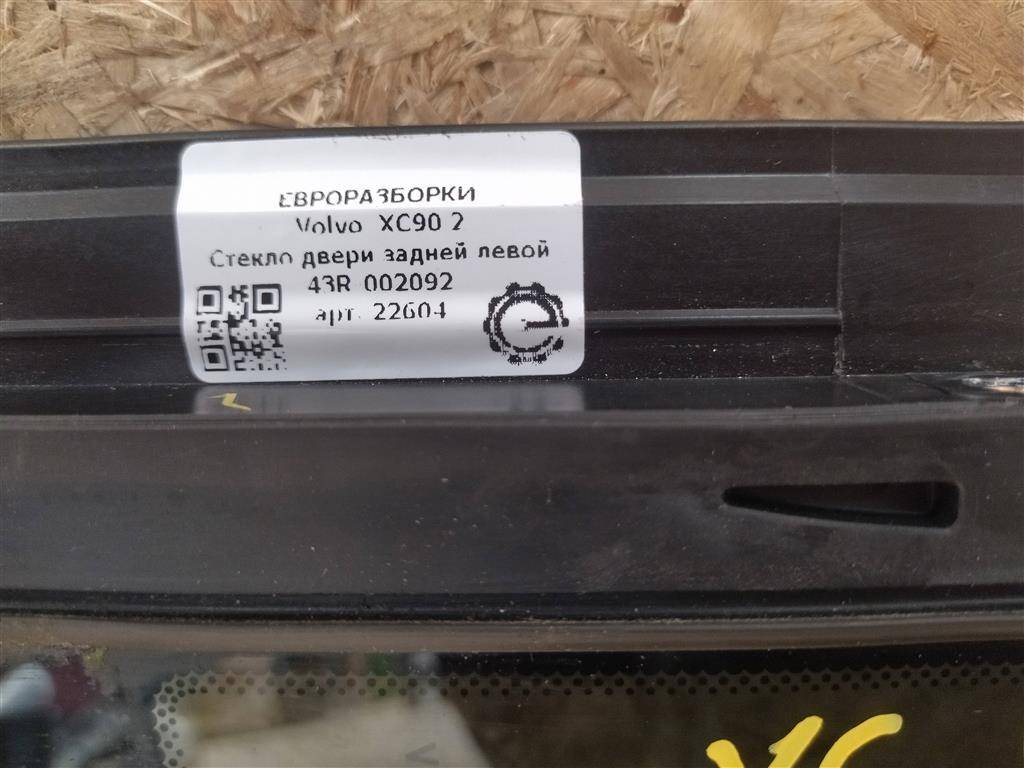 ЕВРОРАЗБОРКИ
Volvo XC90 2
Стекло двери задней левой
43R 002092
арт. 22604